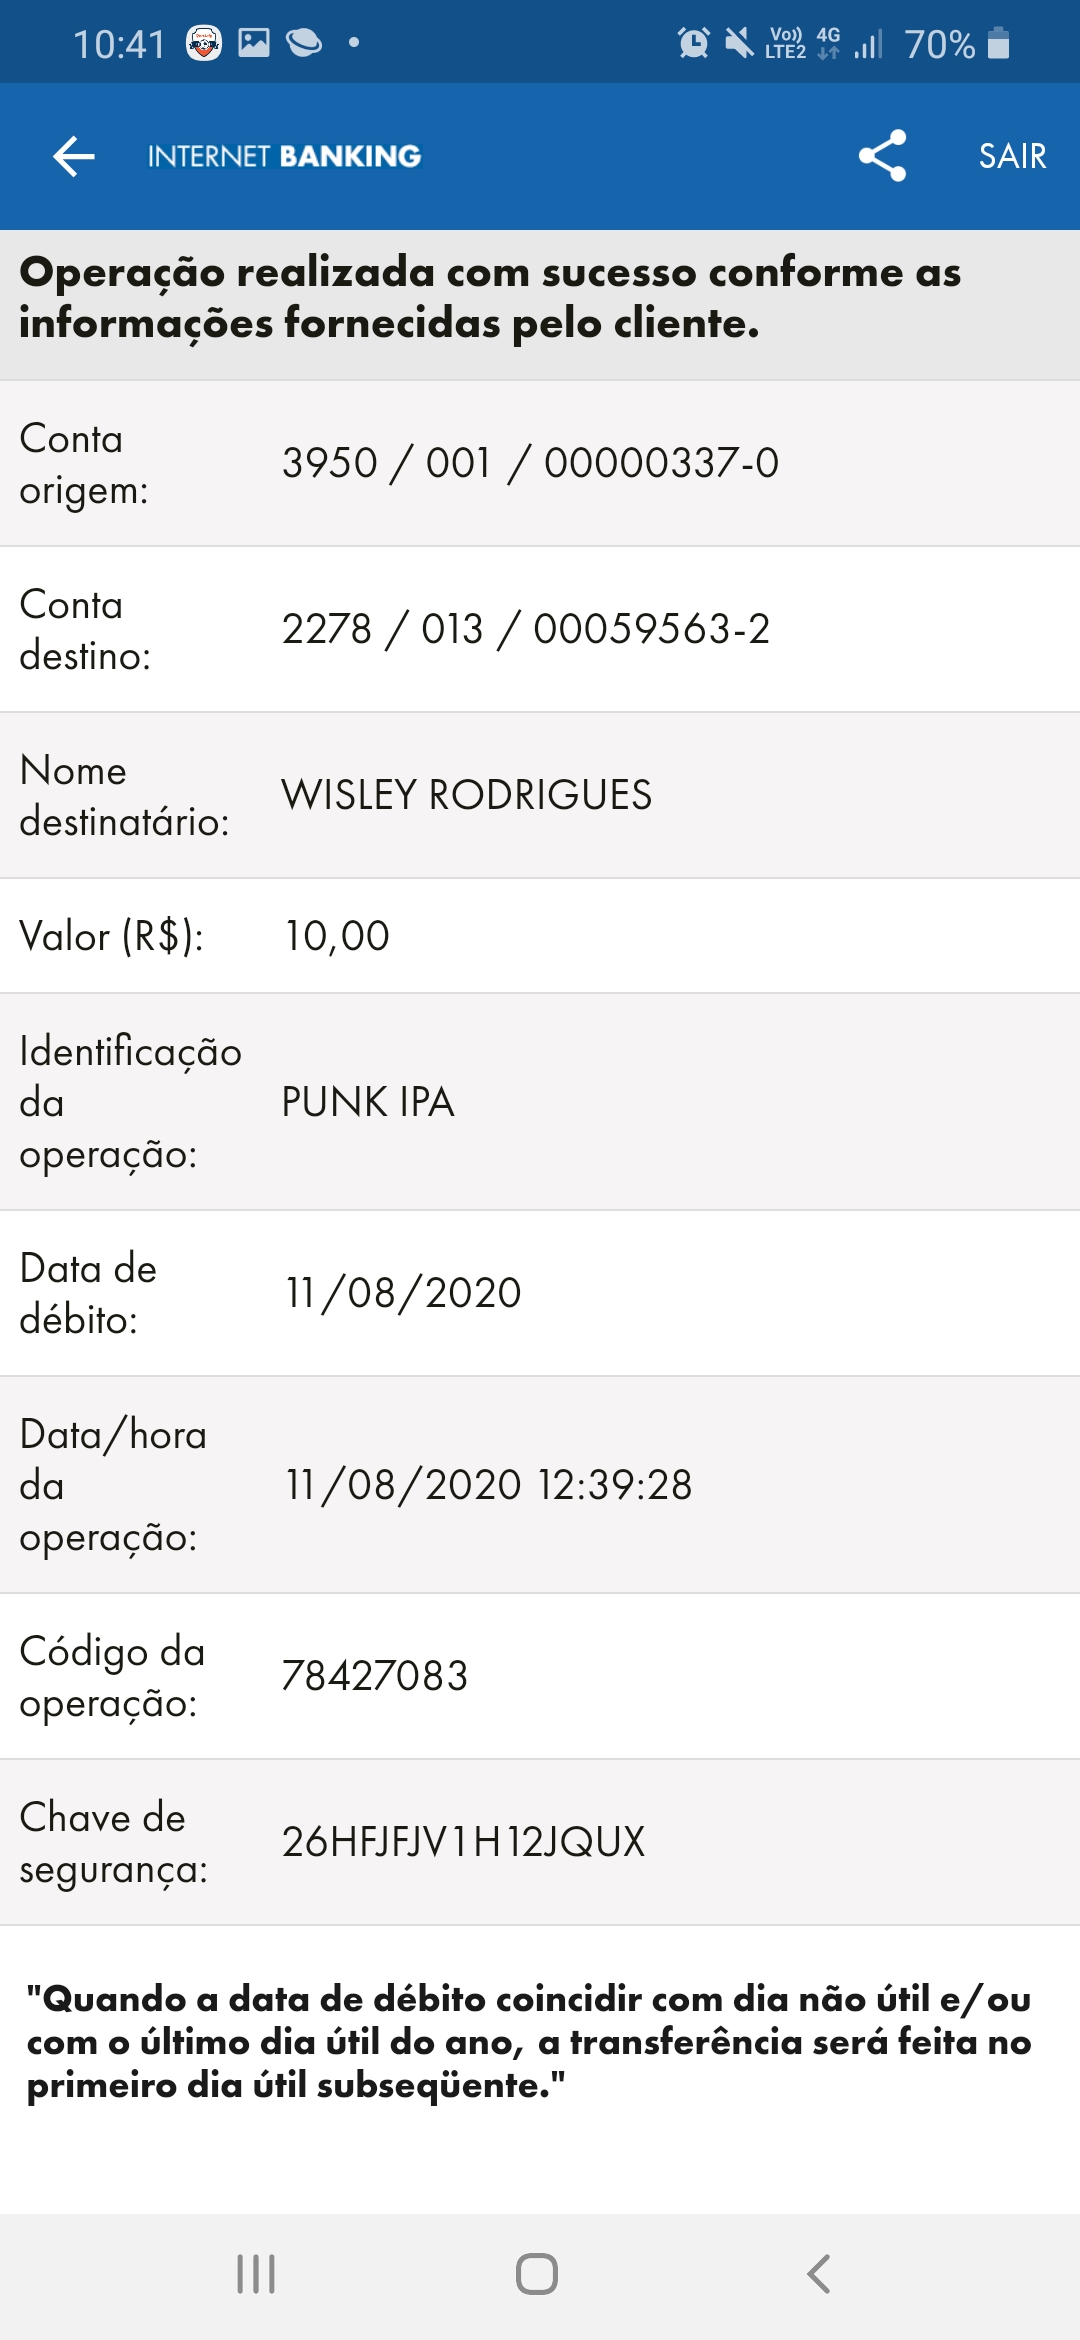 10:41 Vo)) LTE2 4G 70%
INTERNET BANKING SAIR
Operação realizada com sucesso conforme as
informações fornecidas pelo cliente.
Conta
origem:
3950 / 001 / 00000337-0
Conta
destino:
2278 / 013 / 00059563-2
Nome
destinatário:
WISLEY RODRIGUES
Valor (R$): 10,00
Identificação
da
operação:
PUNK IPA
Data de
débito:
11/08/2020
Data/hora
da
operação:
11/08/2020 12:39:28
Código da
operação:
78427083
Chave de
segurança:
26HFJFJV1H12JQUX
"Quando a data de débito coincidir com dia não útil e/ou
com o último dia útil do ano, a transferência será feita no
primeiro dia útil subseqüente."